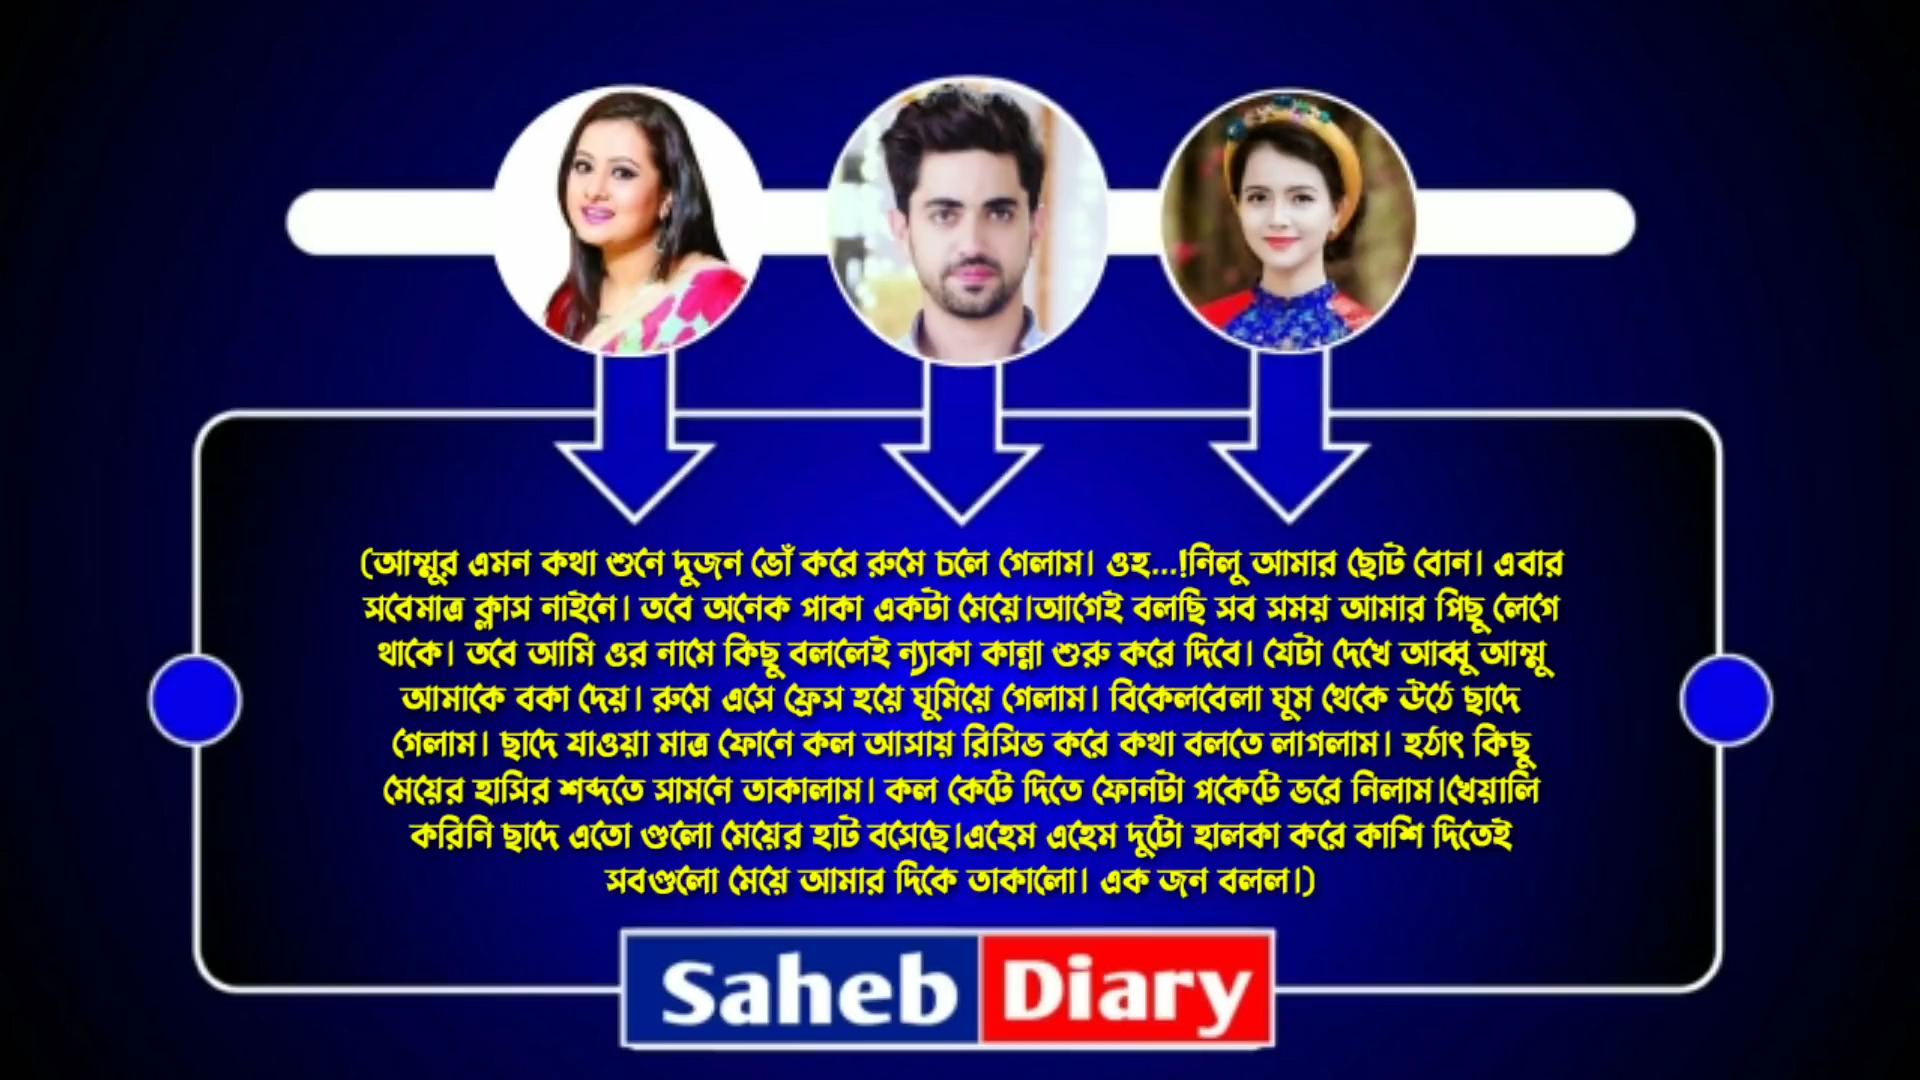 (আম্মুর এমন কথা শুনে দুজন ভোঁ করে রুমে চলে গেলাম। ওহ...!নিলু আমার ছোট বোন। এবার
সবেমাত্র ক্লাস নাইনে। তবে অনেক পাকা একটা মেয়ে।আগেই বলছি সব সময় আমার পিছু লেগে
থাকে। তবে আমি ওর নামে কিছু বললেই ন্যাকা কান্না শুরু করে দিবে। যেটা দেখে আব্বু আম্মু
আমাকে বকা দেয়। রুমে এসে ফ্রেস হয়ে ঘুমিয়ে গেলাম। বিকেলবেলা ঘুম থেকে উঠে ছাদে
গেলাম। ছাদে যাওয়া মাত্র ফোনে কল আসায় রিসিভ করে কথা বলতে লাগলাম। হঠাৎ কিছু
মেয়ের হাসির শব্দতে সামনে তাকালাম। কল কেটে দিতে ফোনটা পকেটে ভরে নিলাম।খেয়ালি
করিনি ছাদে এতো গুলো মেয়ের হাট বসেছে।এহেম এহেম দুটো হালকা করে কাশি দিতেই
সবগুলো মেয়ে আমার দিকে তাকালো। এক জন বলল।)
Saheb Diary